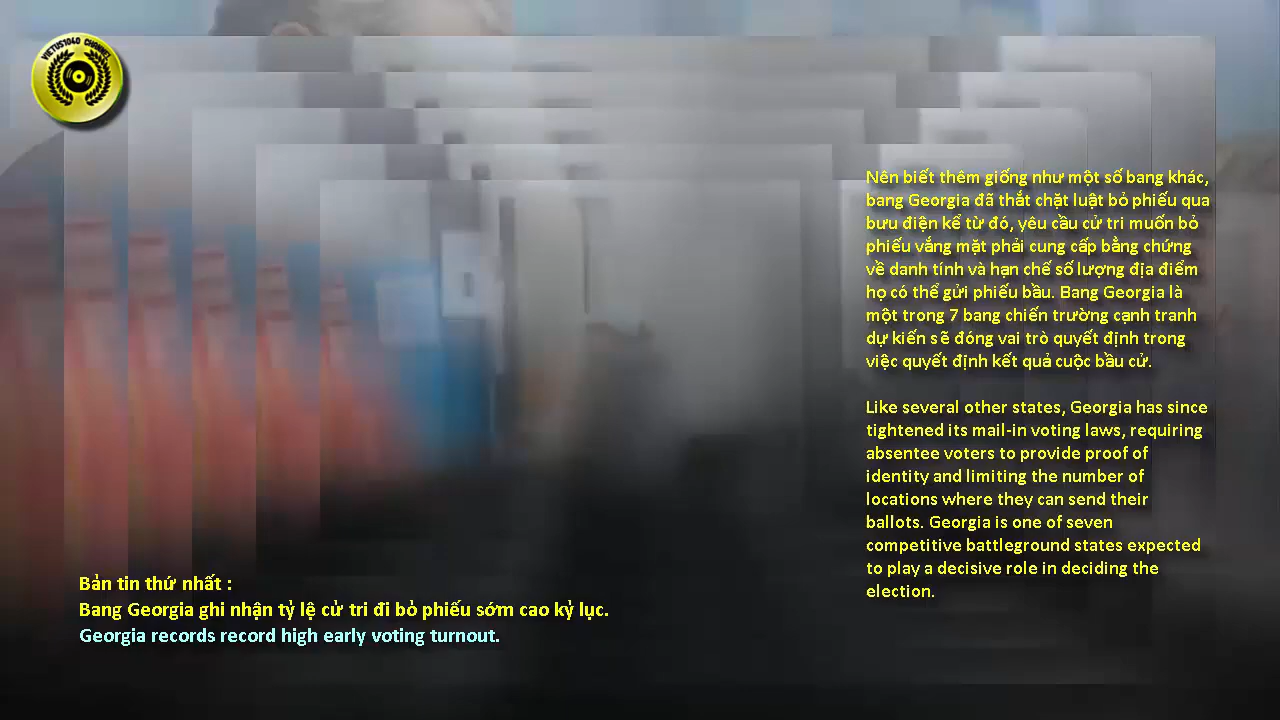 VIETUS1040 CHANNEL
Nên biết thêm giống như một số bang khác,
bang Georgia đã thắt chặt luật bỏ phiếu qua
bưu điện kể từ đó, yêu cầu cử tri muốn bỏ
phiếu vắng mặt phải cung cấp bằng chứng
về danh tính và hạn chế số lượng địa điểm
họ có thể gửi phiếu bầu. Bang Georgia là
một trong 7 bang chiến trường cạnh tranh
dự kiến sẽ đóng vai trò quyết định trong
việc quyết định kết quả cuộc bầu cử.
Like several other states, Georgia has since
tightened its mail-in voting laws, requiring
absentee voters to provide proof of
identity and limiting the number of
locations where they can send their
ballots. Georgia is one of seven
competitive battleground states expected
to play a decisive role in deciding the
election.
Bản tin thứ nhất :
Bang Georgia ghi nhận tỷ lệ cử tri đi bỏ phiếu sớm cao kỷ lục.
Georgia records record high early voting turnout.